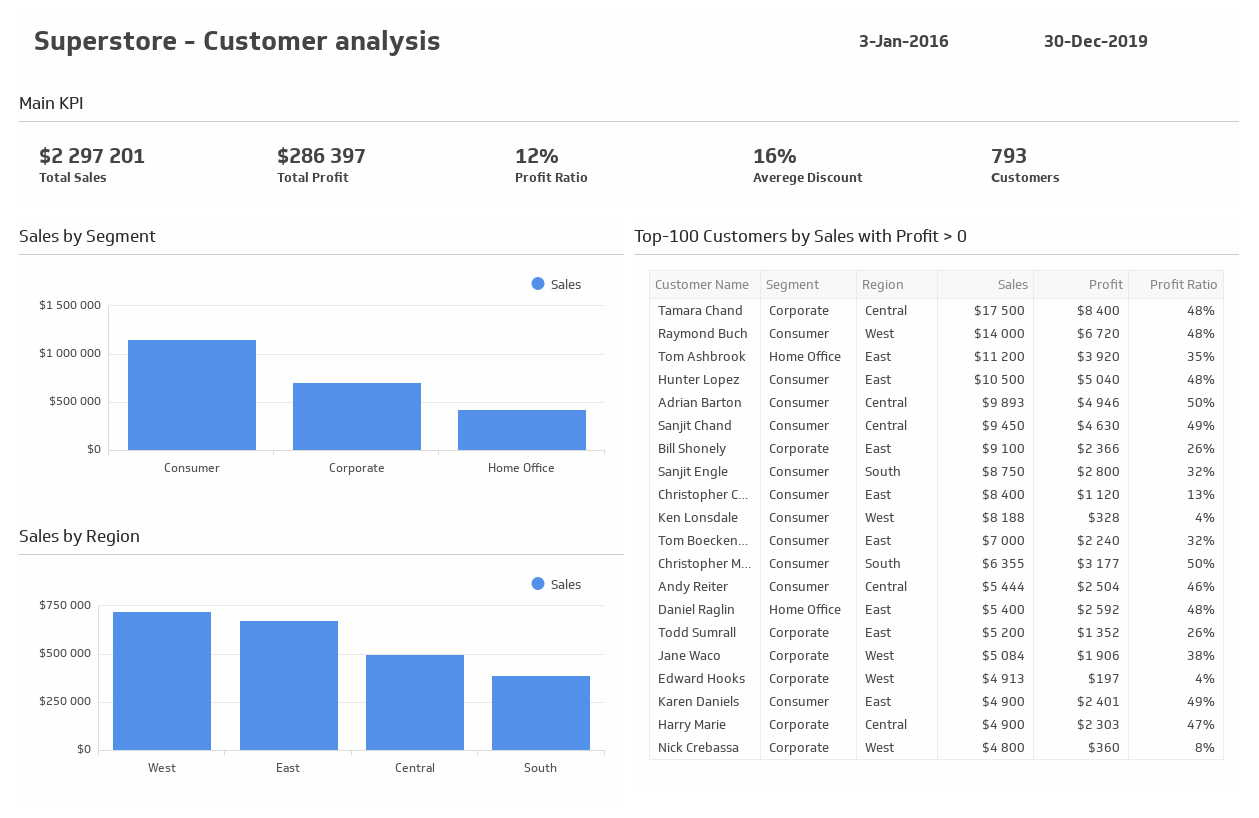 Superstore - Customer analysis
3-Jan-2016 30-Dec-2019
Main KPI
$2 297 201 $286 397 12% 16% 793
Total Sales Total Profit Profit Ratio Averege Discount Customers
Sales by Segment
Sales
$1 500 000
$1 000 000
$500 000
$0
Consumer Corporate Home Office
Sales by Region
Sales
$750 000
$500 000
$250 000
$0
West East Central South
Top-100 Customers by Sales with Profit > 0
Customer Name Segment Region Sales Profit Profit Ratio
Tamara Chand Corporate Central $17 500 $8 400 48%
Raymond Buch Consumer West $14 000 $6 720 48%
Tom Ashbrook Home Office East $11 200 $3 920 35%
Hunter Lopez Consumer East $10 500 $5 040 48%
Adrian Barton Consumer Central $9 893 $4 946 50%
Sanjit Chand Consumer Central $9 450 $4 630 49%
Bill Shonely Corporate East $9 100 $2 366 26%
Sanjit Engle Consumer South $8 750 $2 800 32%
Christopher C... Consumer East $8 400 $1 120 13%
Ken Lonsdale Consumer West $8 188 $328 4%
Tom Boecken... Consumer East $7 000 $2 240 32%
Christopher M... Consumer South $6 355 $3 177 50%
Andy Reiter Consumer Central $5 444 $2 504 46%
Daniel Raglin Home Office East $5 400 $2 592 48%
Todd Sumrall Corporate East $5 200 $1 352 26%
Jane Waco Corporate West $5 084 $1 906 38%
Edward Hooks Corporate West $4 913 $197 4%
Karen Daniels Consumer East $4 900 $2 401 49%
Harry Marie Corporate Central $4 900 $2 303 47%
Nick Crebassa Corporate West $4 800 $360 8%